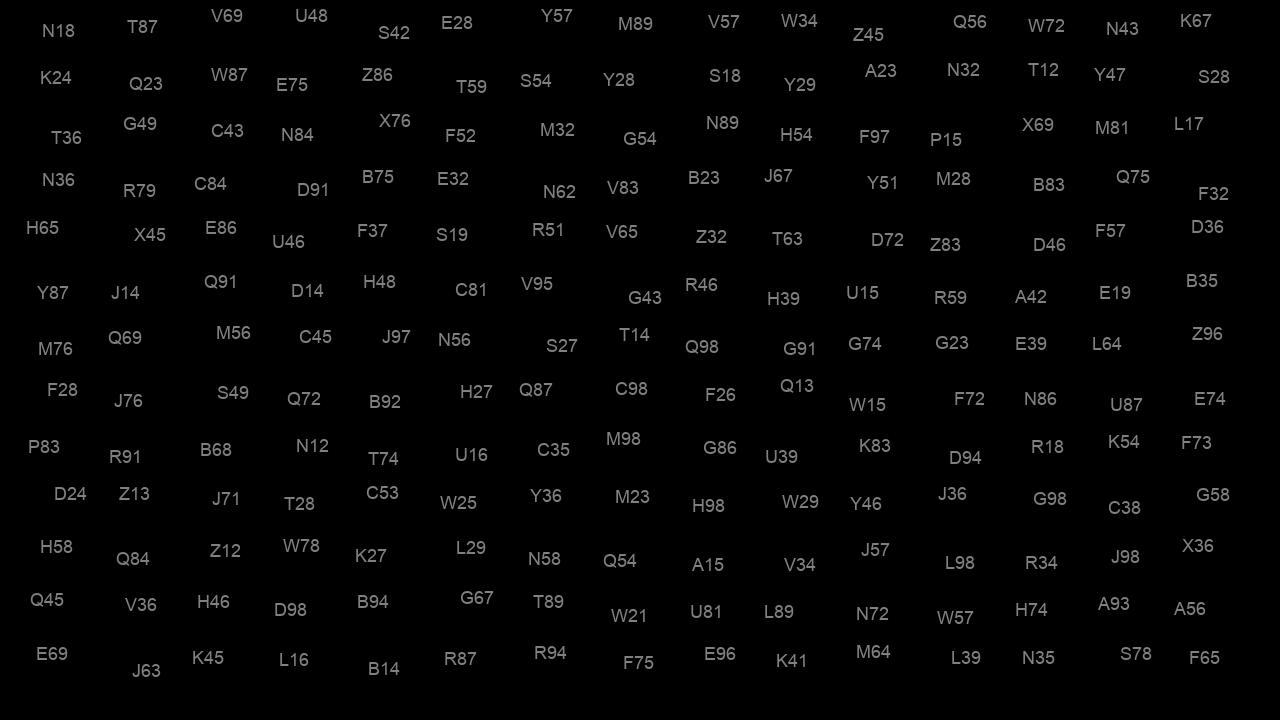 N18 T87 V69 U48 S42 E28 Y57 M89 V57 W34 Z45 Q56 W72 N43 K67
K24 Q23 W87 E75 Z86 T59 S54 Y28 S18 Y29 A23 N32 T12 Y47 S28
T36 G49 C43 N84 X76 F52 M32 G54 N89 H54 F97 P15 X69 M81 L17
N36 R79 C84 D91 B75 E32 N62 V83 B23 J67 Y51 M28 B83 Q75 F32
H65 X45 E86 U46 F37 S19 R51 V65 Z32 T63 D72 Z83 D46 F57 D36
Y87 J14 Q91 D14 H48 C81 V95 G43 R46 H39 U15 R59 A42 E19 B35
M76 Q69 M56 C45 J97 N56 S27 T14 Q98 G91 G74 G23 E39 L64 Z96
F28 J76 S49 Q72 B92 H27 Q87 C98 F26 Q13 W15 F72 N86 U87 E74
P83 R91 B68 N12 T74 U16 C35 M98 G86 U39 K83 D94 R18 K54 F73
D24 Z13 J71 T28 C53 W25 Y36 M23 H98 W29 Y46 J36 G98 C38 G58
H58 Q84 Z12 W78 K27 L29 N58 Q54 A15 V34 J57 L98 R34 J98 X36
Q45 V36 H46 D98 B94 G67 T89 W21 U81 L89 N72 W57 H74 A93 A56
E69 J63 K45 L16 B14 R87 R94 F75 E96 K41 M64 L39 N35 S78 F65